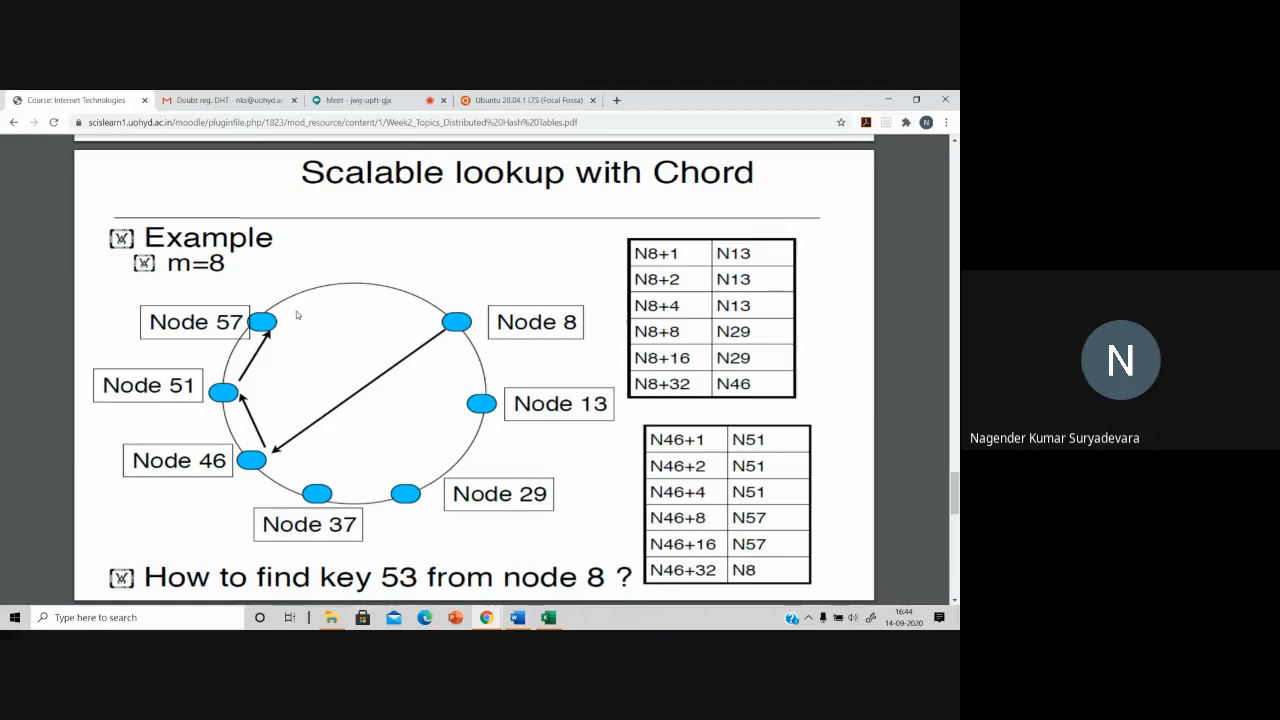 Course: Internet Technologies
Doubt reg. DHT - nks@uohyd.ac
Meet - jwg-upft-gjx
Ubuntu 20.04.1 LTS (Focal Fossa)
scislearn1.uohyd.ac.in/moodle/pluginfile.php/1823/mod_resource/content/1/Week2_Topics_Distributed%20Hash%20Tables.pdf
N
Scalable lookup with Chord
Example
m=8
Node 57
Node 8
Node 51
Node 13
Node 46
Node 29
Node 37
N8+1 N13
N8+2 N13
N8+4 N13
N8+8 N29
N8+16 N29
N8+32 N46
N46+1 N51
N46+2 N51
N46+4 N51
N46+8 N57
N46+16 N57
N46+32 N8
How to find key 53 from node 8 ?
N
Nagender Kumar Suryadevara
Type here to search
16:44
14-09-2020